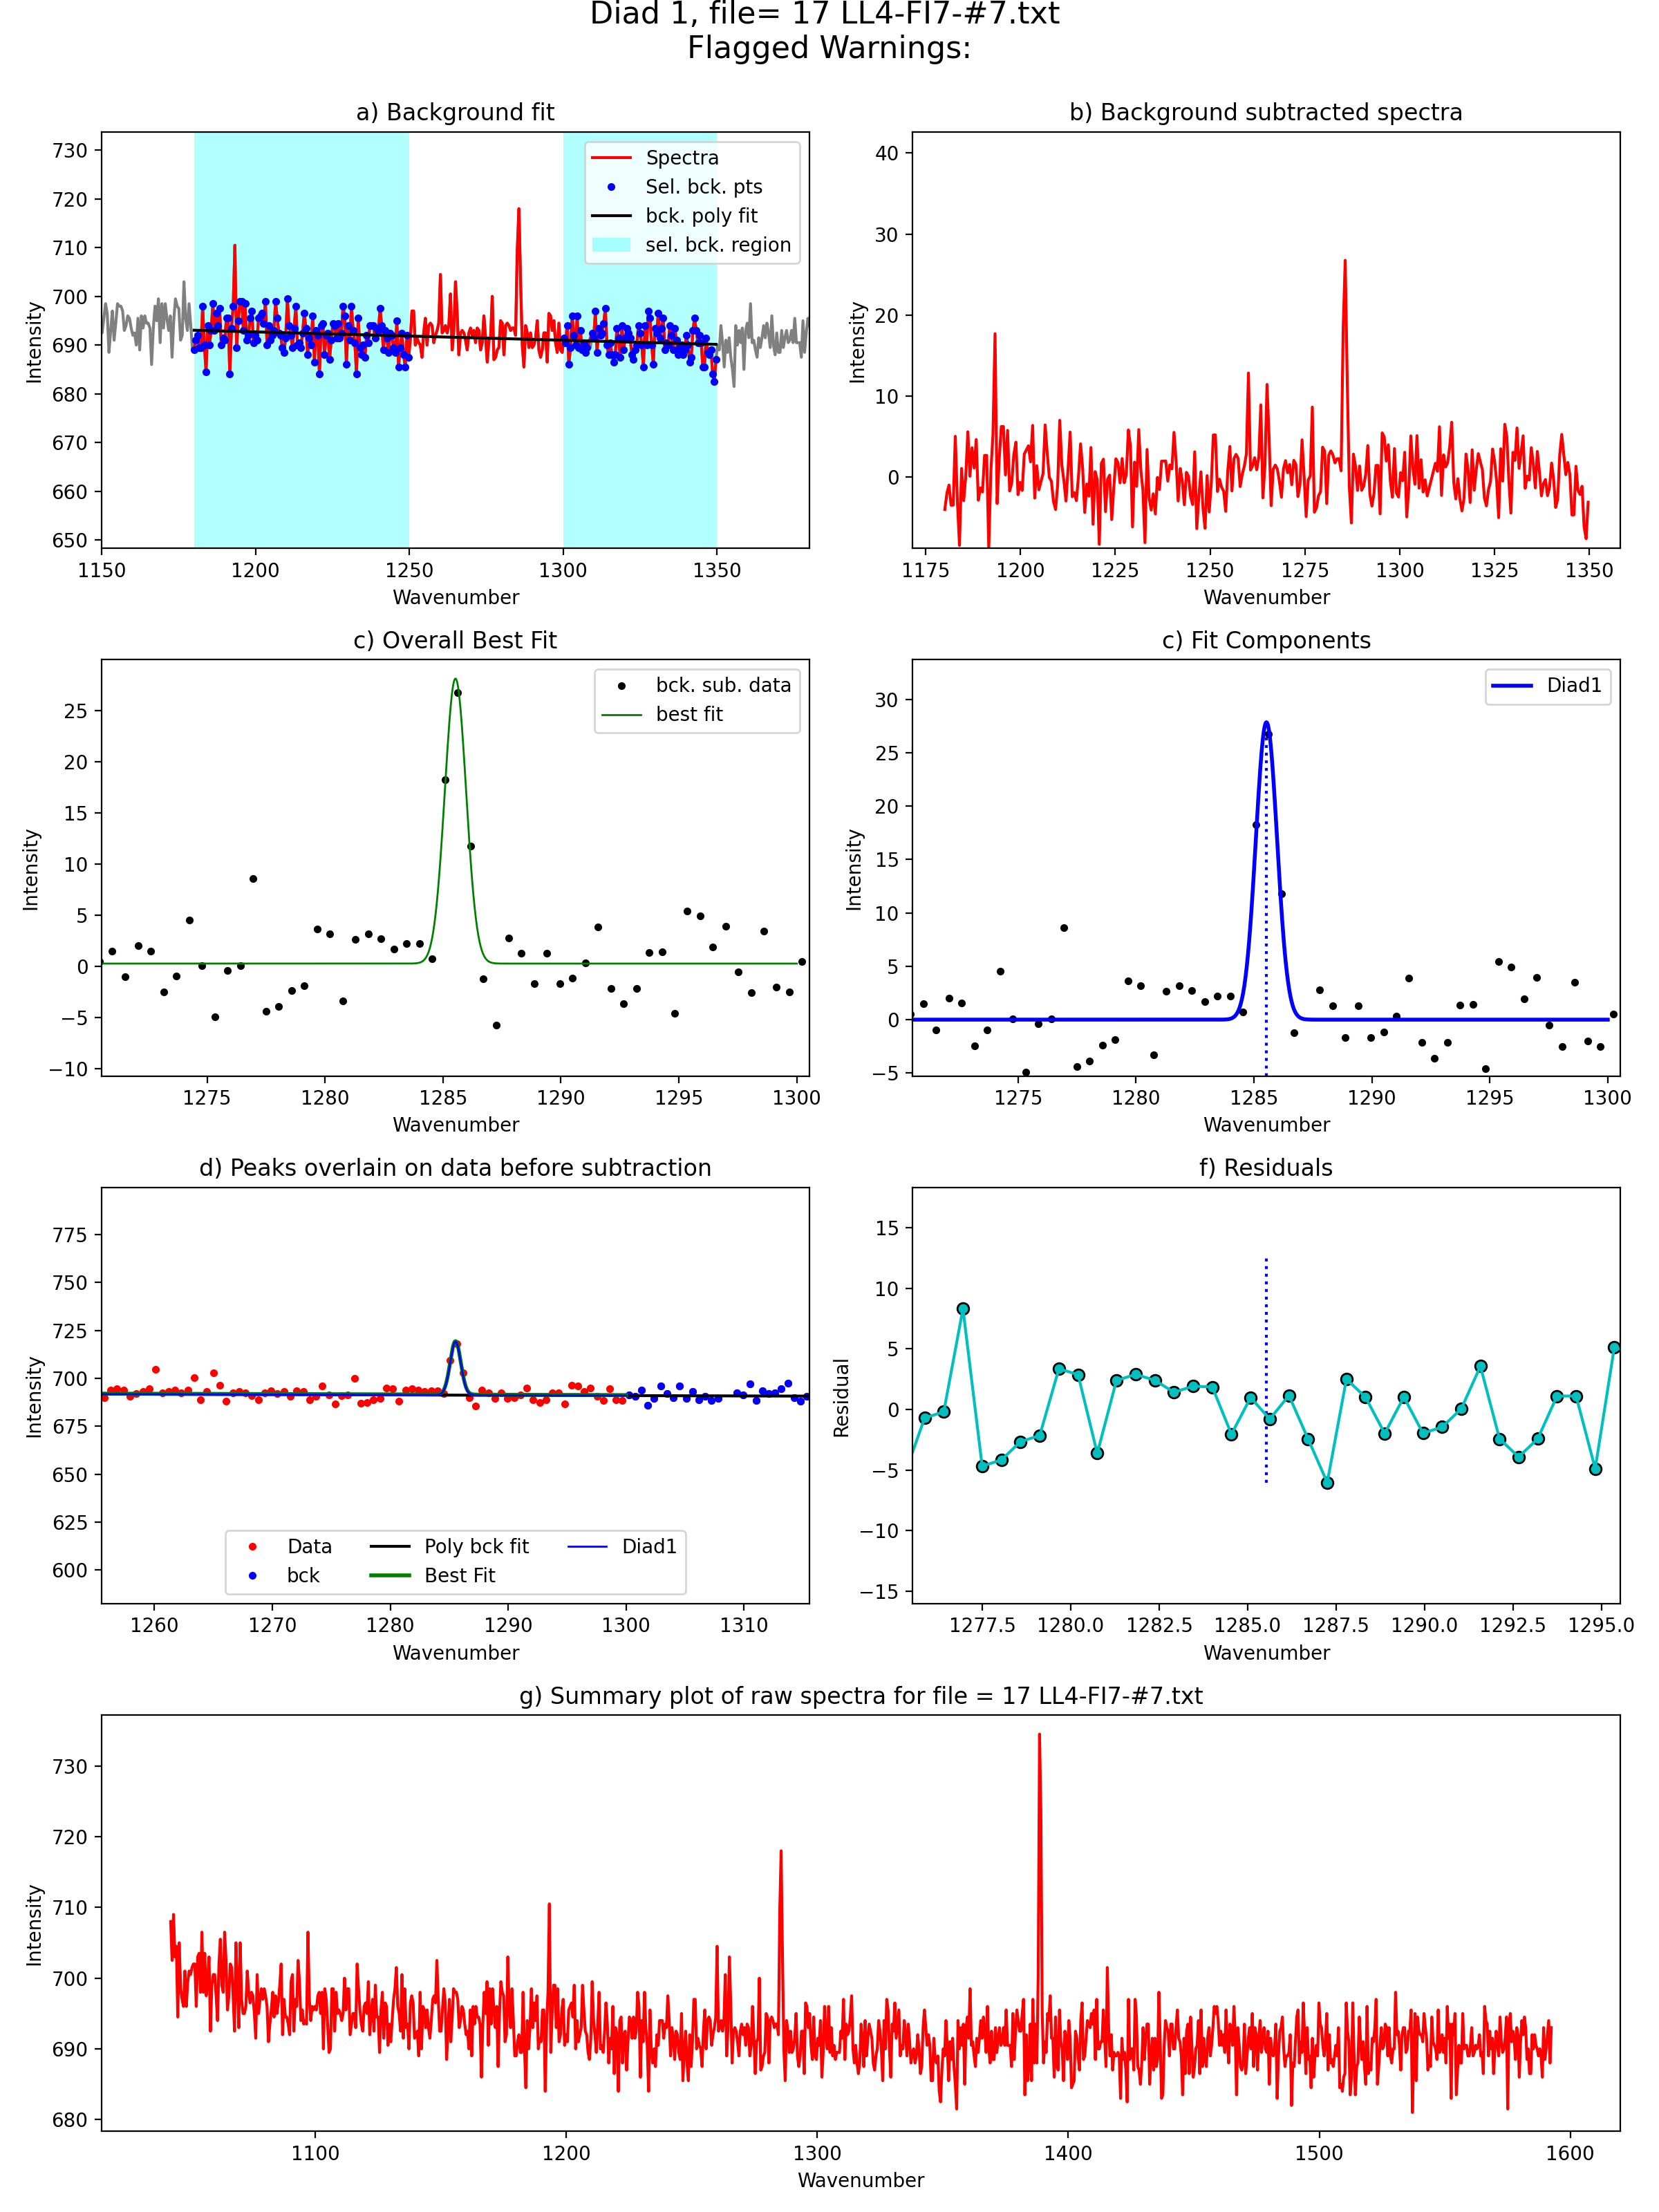 Diad 1, file= 17 LL4-FI7-#7.txt
Flagged Warnings:
a) Background fit
730
720
710
700
690
680
670
660
650
1150
1200
1250
1300
1350
Intensity
Wavenumber
Spectra
Sel. bck. pts
bck. poly fit
sel. bck. region
b) Background subtracted spectra
40
30
20
10
0
1175
1200
1225
1250
1275
1300
1325
1350
Intensity
Wavenumber
c) Overall Best Fit
25
20
15
10
5
0
−5
−10
1275
1280
1285
1290
1295
1300
Intensity
Wavenumber
bck. sub. data
best fit
c) Fit Components
30
25
20
15
10
5
0
−5
1275
1280
1285
1290
1295
1300
Intensity
Wavenumber
Diad1
d) Peaks overlain on data before subtraction
775
750
725
700
675
650
625
600
1260
1270
1280
1290
1300
1310
Intensity
Wavenumber
Data
bck
Poly bck fit
Best Fit
Diad1
f) Residuals
15
10
5
0
−5
−10
−15
1277.5
1280.0
1282.5
1285.0
1287.5
1290.0
1292.5
1295.0
Residual
Wavenumber
g) Summary plot of raw spectra for file = 17 LL4-FI7-#7.txt
730
720
710
700
690
680
1100
1200
1300
1400
1500
1600
Intensity
Wavenumber